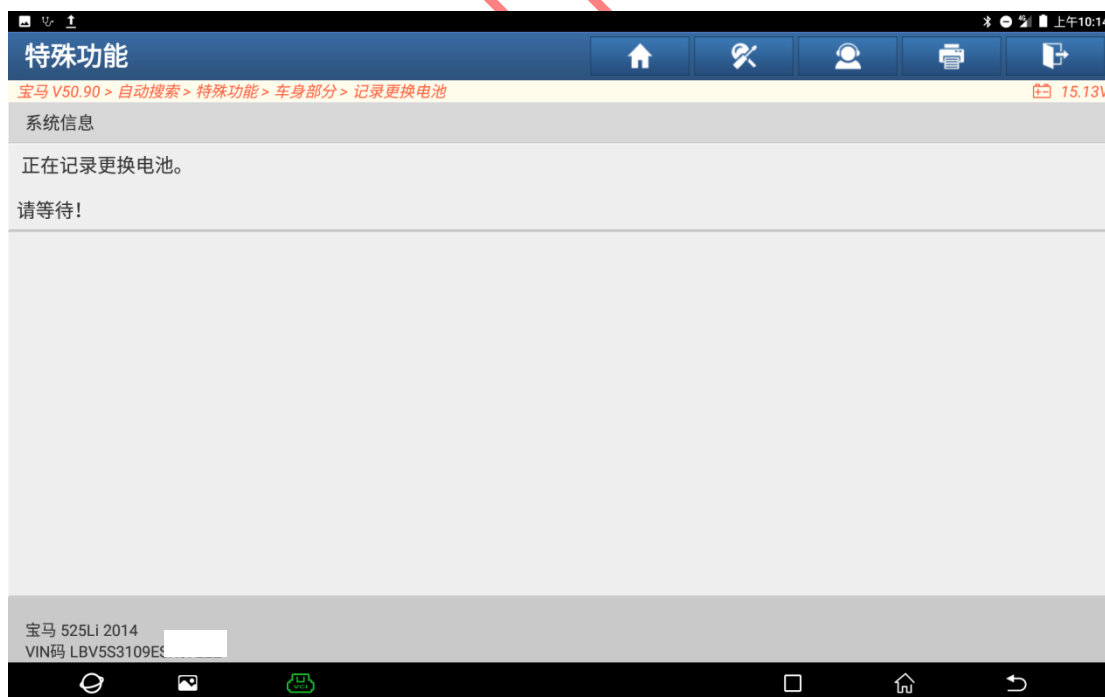 上午10:14
特殊功能
宝马 V50.90 > 自动搜索 > 特殊功能 > 车身部分 > 记录更换电池
15.13V
系统信息
正在记录更换电池。
请等待！
宝马 525Li 2014
VIN码 LBV5S3109ES
VCI